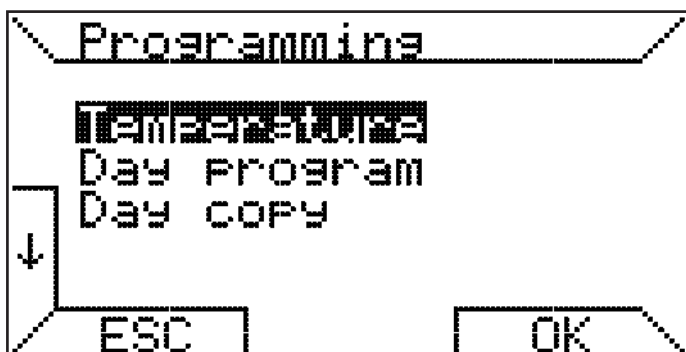 Programming
Temperature
Day program
Day copy
↓
ESC OK